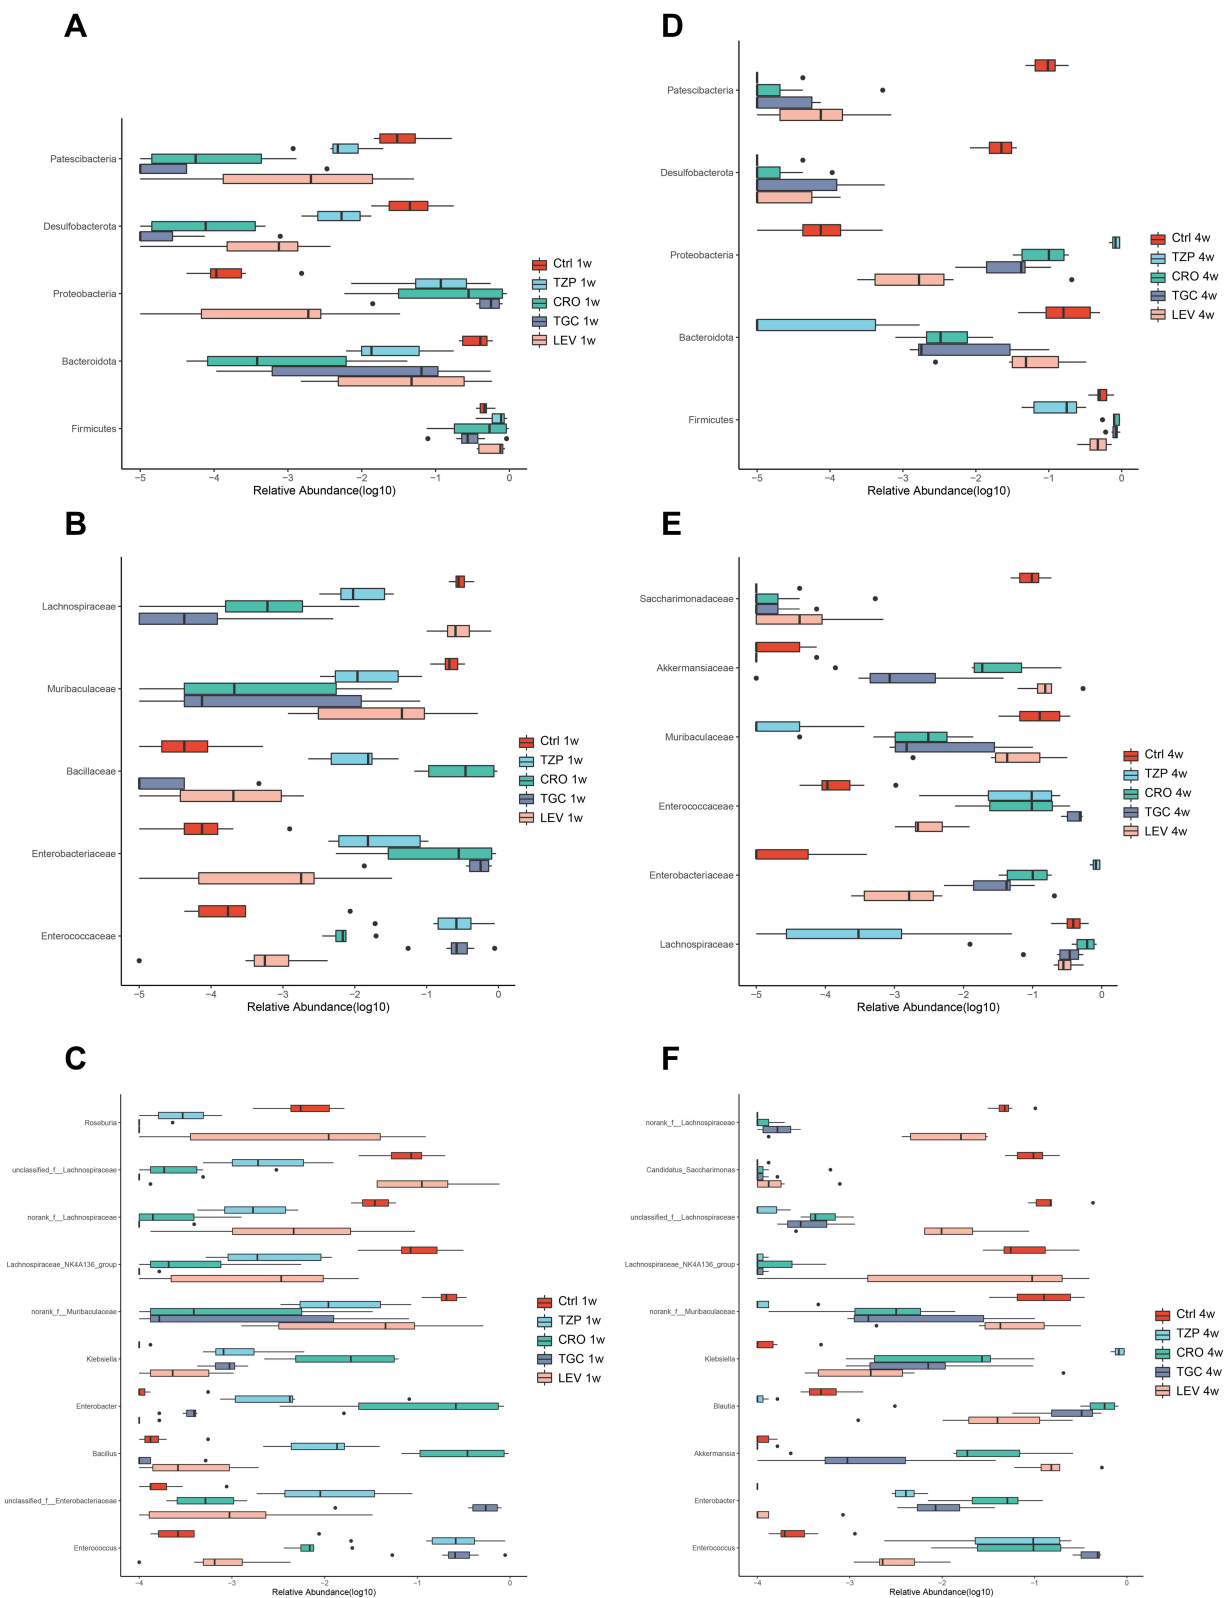 A
Patescibacteria
Desulfobacterota
Proteobacteria
Bacteroidota
Firmicutes
−5 −4 −3 −2 −1 0
Relative Abundance(log10)
Ctrl 1w
TZP 1w
CRO 1w
TGC 1w
LEV 1w
D
Patescibacteria
Desulfobacterota
Proteobacteria
Bacteroidota
Firmicutes
−5 −4 −3 −2 −1 0
Relative Abundance(log10)
Ctrl 4w
TZP 4w
CRO 4w
TGC 4w
LEV 4w
B
Lachnospiraceae
Muribaculaceae
Bacillaceae
Enterobacteriaceae
Enterococcaceae
−5 −4 −3 −2 −1 0
Relative Abundance(log10)
Ctrl 1w
TZP 1w
CRO 1w
TGC 1w
LEV 1w
E
Saccharimonadaceae
Akkermansiaceae
Muribaculaceae
Enterococcaceae
Enterobacteriaceae
Lachnospiraceae
−5 −4 −3 −2 −1 0
Relative Abundance(log10)
Ctrl 4w
TZP 4w
CRO 4w
TGC 4w
LEV 4w
C
Roseburia
unclassified_f__Lachnospiraceae
norank_f__Lachnospiraceae
Lachnospiraceae_NK4A136_group
norank_f__Muribaculaceae
Klebsiella
Enterobacter
Bacillus
unclassified_f__Enterobacteriaceae
Enterococcus
−4 −3 −2 −1 0
Relative Abundance(log10)
Ctrl 1w
TZP 1w
CRO 1w
TGC 1w
LEV 1w
F
norank_f__Lachnospiraceae
Candidatus_Saccharimonas
unclassified_f__Lachnospiraceae
Lachnospiraceae_NK4A136_group
norank_f__Muribaculaceae
Klebsiella
Blautia
Akkermansia
Enterobacter
Enterococcus
−4 −3 −2 −1 0
Relative Abundance(log10)
Ctrl 4w
TZP 4w
CRO 4w
TGC 4w
LEV 4w